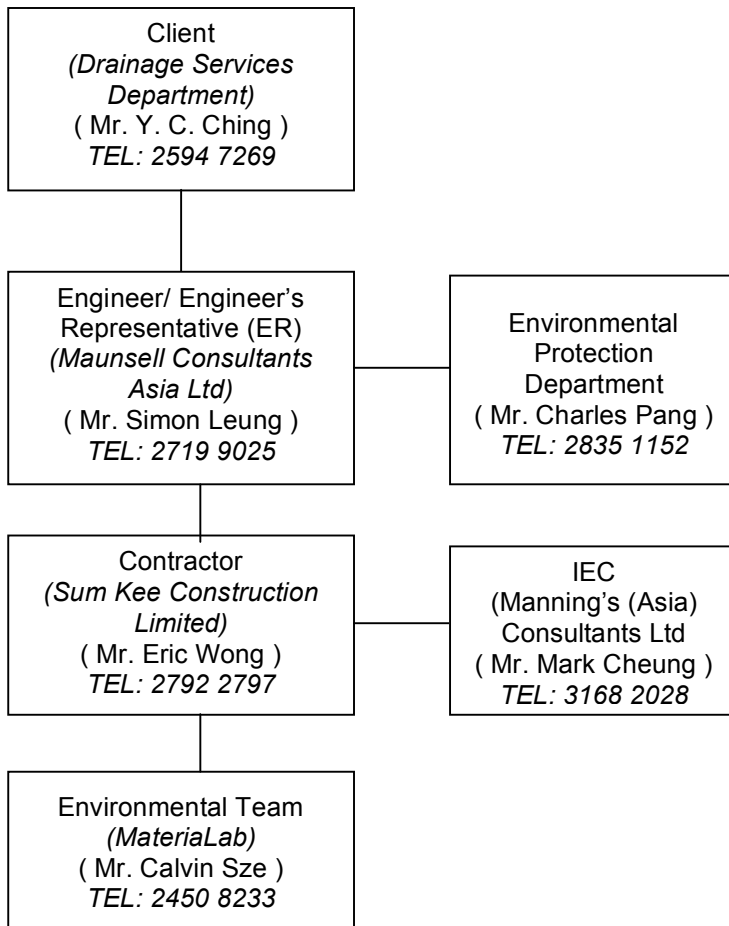 Client
(Drainage Services
Department)
( Mr. Y. C. Ching )
TEL: 2594 7269
Engineer/ Engineer's
Representative (ER)
(Maunsell Consultants
Asia Ltd)
( Mr. Simon Leung )
TEL: 2719 9025
Environmental
Protection
Department
( Mr. Charles Pang )
TEL: 2835 1152
Contractor
(Sum Kee Construction
Limited)
( Mr. Eric Wong )
TEL: 2792 2797
IEC
(Manning's (Asia)
Consultants Ltd
( Mr. Mark Cheung )
TEL: 3168 2028
Environmental Team
(MateriaLab)
( Mr. Calvin Sze )
TEL: 2450 8233